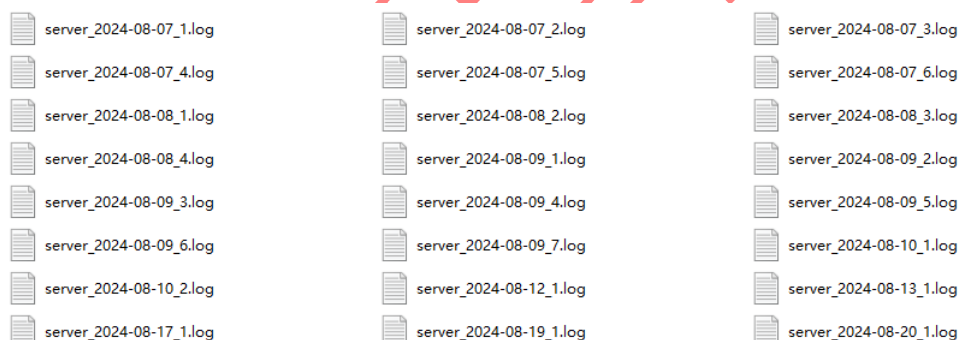 server_2024-08-07_1.log server_2024-08-07_2.log server_2024-08-07_3.log
server_2024-08-07_4.log server_2024-08-07_5.log server_2024-08-07_6.log
server_2024-08-08_1.log server_2024-08-08_2.log server_2024-08-08_3.log
server_2024-08-08_4.log server_2024-08-09_1.log server_2024-08-09_2.log
server_2024-08-09_3.log server_2024-08-09_4.log server_2024-08-09_5.log
server_2024-08-09_6.log server_2024-08-09_7.log server_2024-08-10_1.log
server_2024-08-10_2.log server_2024-08-12_1.log server_2024-08-13_1.log
server_2024-08-17_1.log server_2024-08-19_1.log server_2024-08-20_1.log